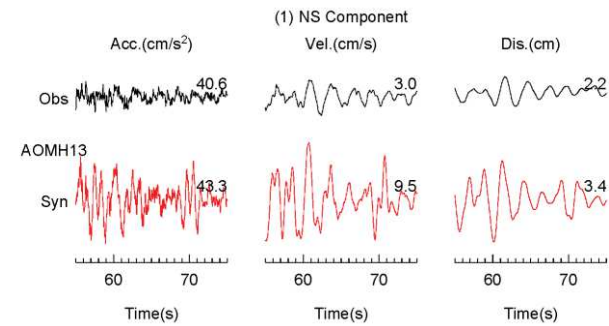 (1) NS Component
Acc.(cm/s²) Vel.(cm/s) Dis.(cm)
Obs 40.6 3.0 2.2
AOMH13
Syn 43.3 9.5 3.4
60 70 60 70 60 70
Time(s) Time(s) Time(s)